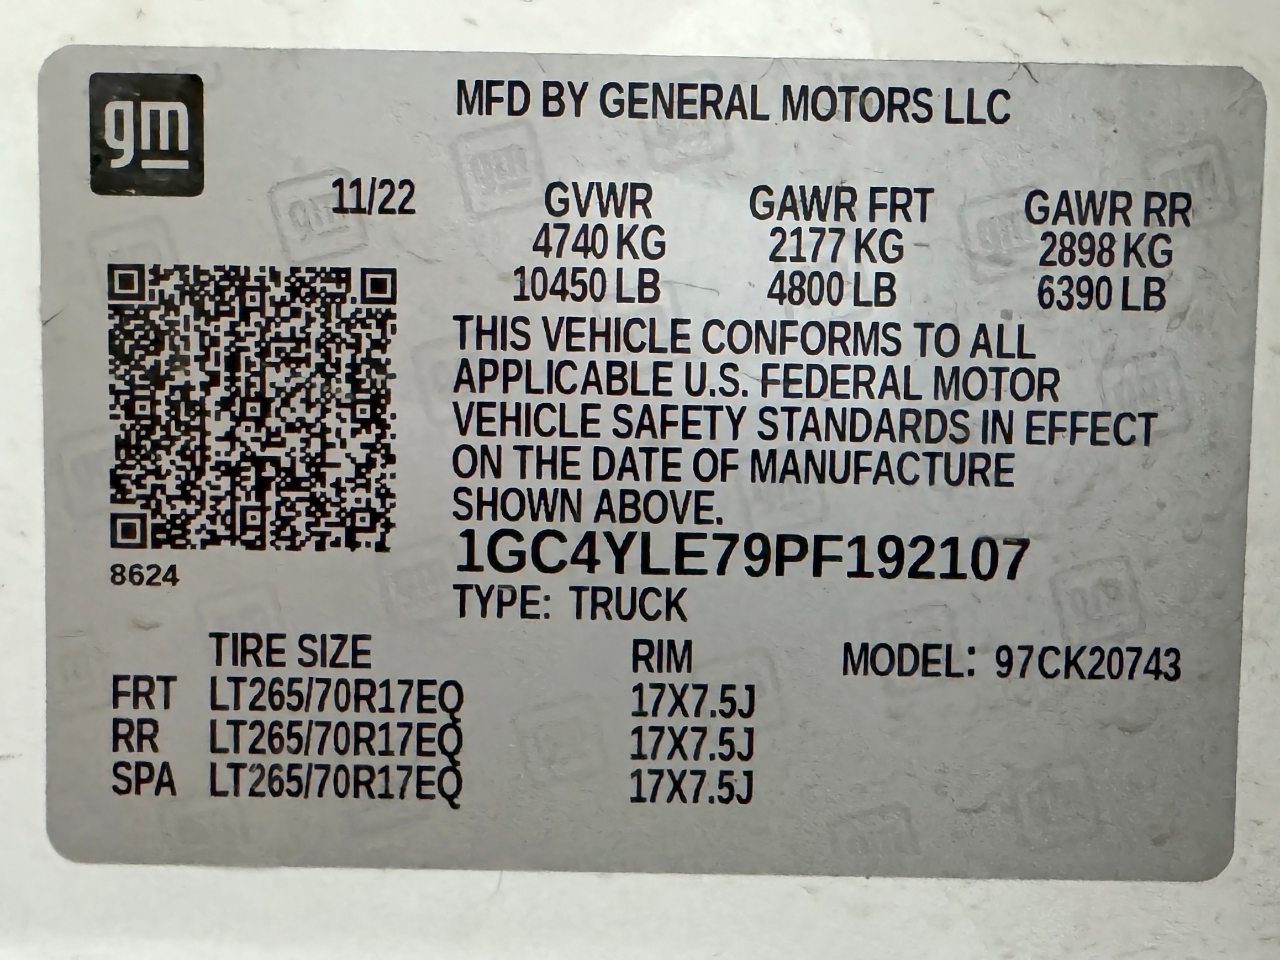 gm
MFD BY GENERAL MOTORS LLC
11/22 GVWR GAWR FRT GAWR RR
4740 KG 2177 KG 2898 KG
10450 LB 4800 LB 6390 LB
THIS VEHICLE CONFORMS TO ALL
APPLICABLE U.S. FEDERAL MOTOR
VEHICLE SAFETY STANDARDS IN EFFECT
ON THE DATE OF MANUFACTURE
SHOWN ABOVE.
1GC4YLE79PF192107
8624
TYPE: TRUCK
TIRE SIZE RIM MODEL: 97CK20743
FRT LT265/70R17EQ 17X7.5J
RR LT265/70R17EQ 17X7.5J
SPA LT265/70R17EQ 17X7.5J